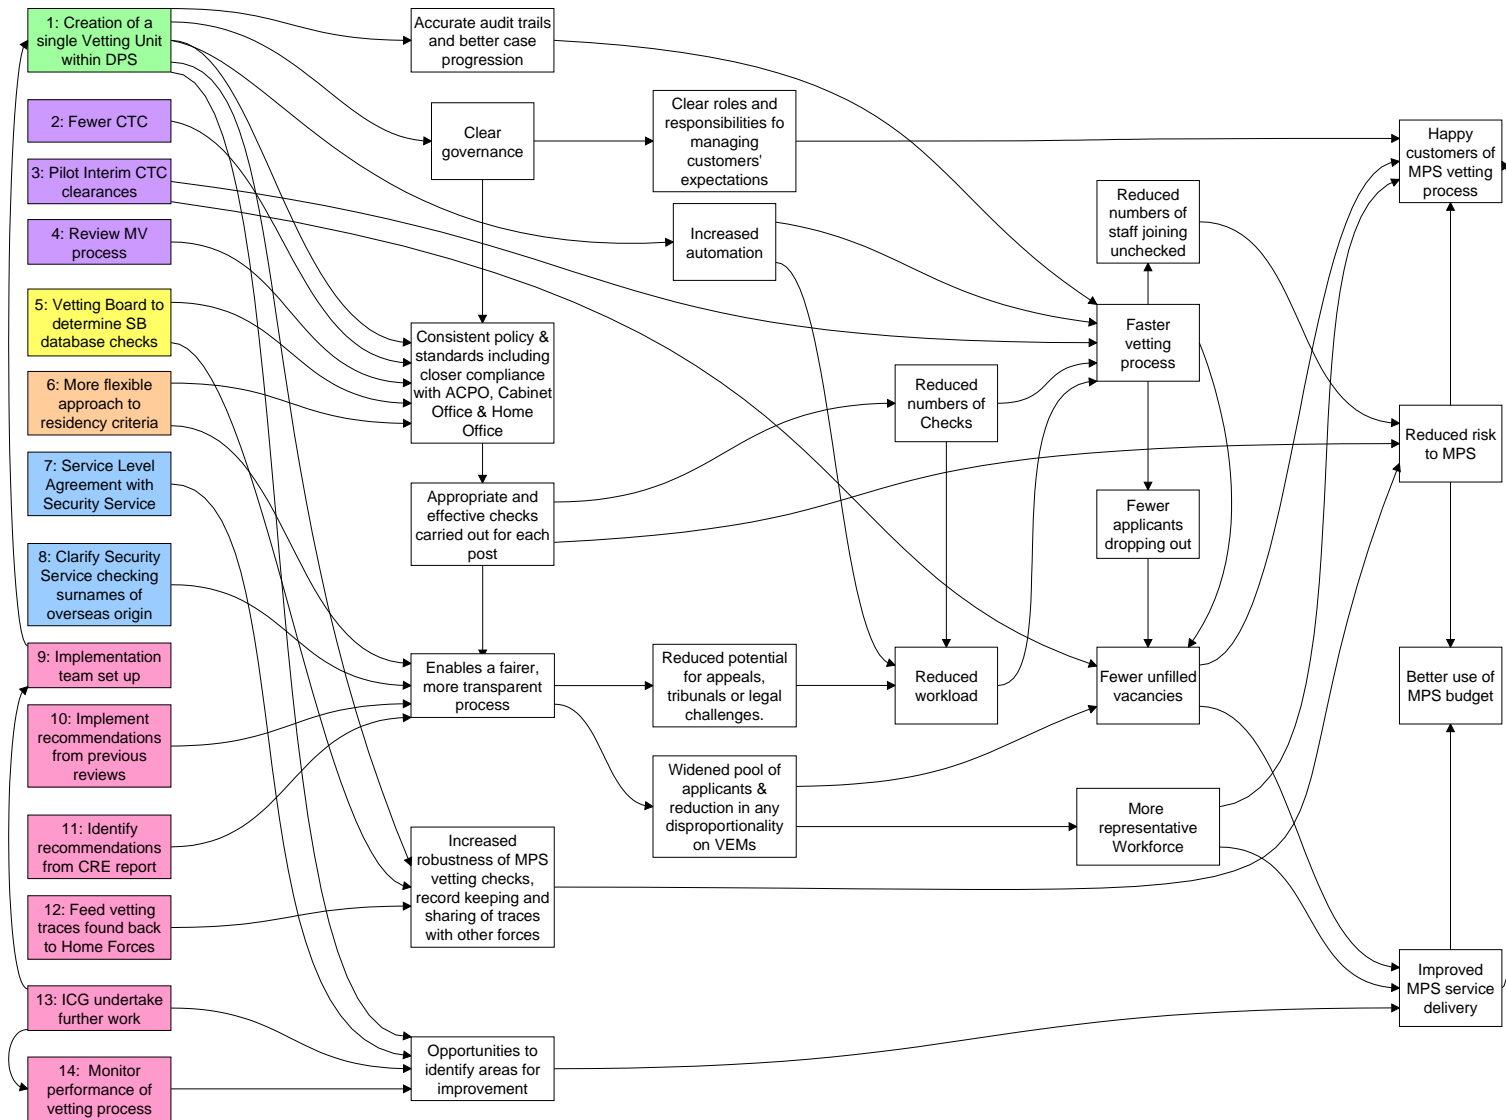 1: Creation of a
single Vetting Unit
within DPS
2: Fewer CTC
3: Pilot Interim CTC
clearances
4: Review MV
process
5: Vetting Board to
determine SB
database checks
6: More flexible
approach to
residency criteria
7: Service Level
Agreement with
Security Service
8: Clarify Security
Service checking
surnames of
overseas origin
9: Implementation
team set up
10: Implement
recommendations
from previous
reviews
11: Identify
recommendations
from CRE report
12: Feed vetting
traces found back
to Home Forces
13: ICG undertake
further work
14:  Monitor
performance of
vetting process
Accurate audit trails
and better case
progression
Clear
governance
Consistent policy &
standards including
closer compliance
with ACPO, Cabinet
Office & Home
Office
Appropriate and
effective checks
carried out for each
post
Enables a fairer,
more transparent
process
Increased
robustness of MPS
vetting checks,
record keeping and
sharing of traces
with other forces
Opportunities to
identify areas for
improvement
Clear roles and
responsibilities fo
managing
customers'
expectations
Increased
automation
Reduced potential
for appeals,
tribunals or legal
challenges.
Widened pool of
applicants &
reduction in any
disproportionality
on VEMs
Reduced
numbers of
Checks
Reduced
workload
Reduced
numbers of
staff joining
unchecked
Faster
vetting
process
Fewer
applicants
dropping out
Fewer unfilled
vacancies
More
representative
Workforce
Happy
customers of
MPS vetting
process
Reduced risk
to MPS
Better use of
MPS budget
Improved
MPS service
delivery